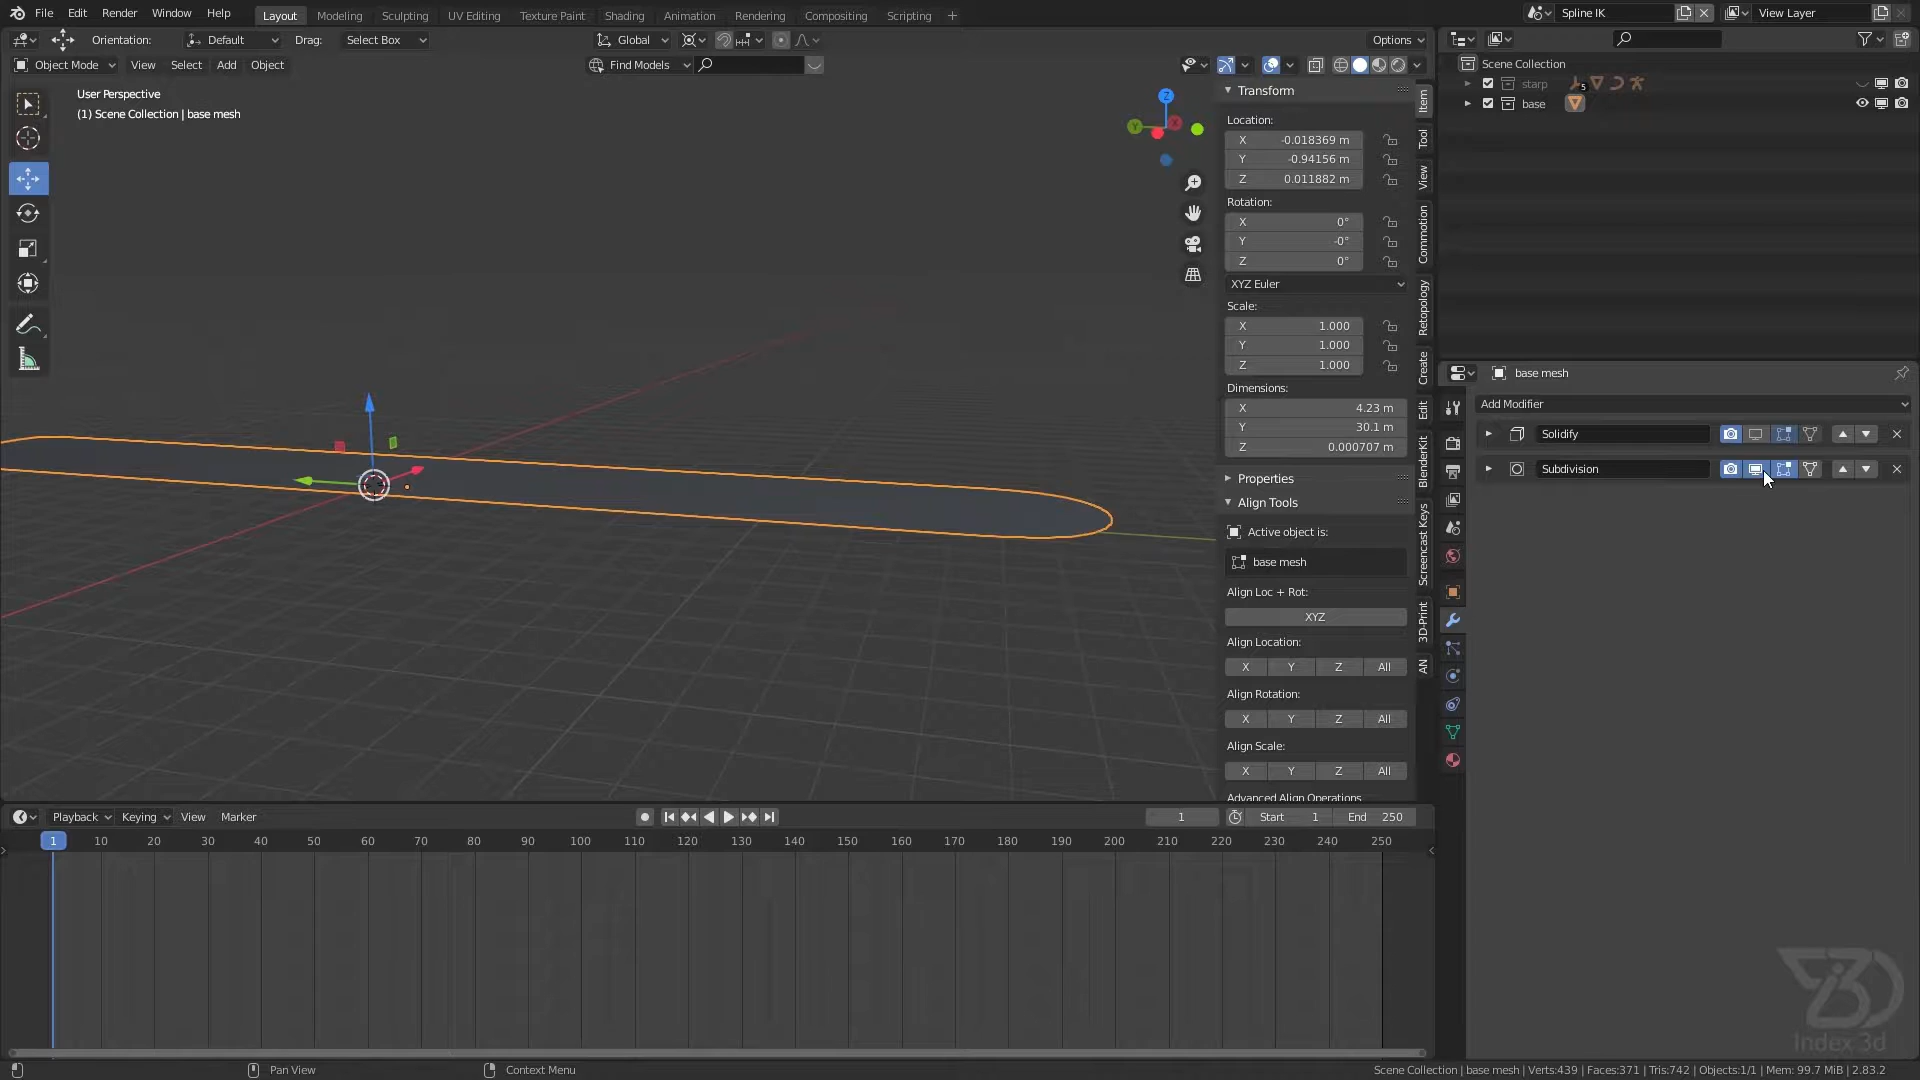 File Edit Render Window Help Layout Modeling Sculpting UV Editing Texture Paint Shading Animation Rendering Compositing Scripting + Spline IK View Layer
Orientation: Default Drag: Select Box Global Options
Object Mode View Select Add Object Find Models
User Perspective
(1) Scene Collection | base mesh
Transform
Location:
X -0.018369 m
Y -0.94156 m
Z 0.011882 m
Rotation:
X 0°
Y -0°
Z 0°
XYZ Euler
Scale:
X 1.000
Y 1.000
Z 1.000
Dimensions:
X 4.23 m
Y 30.1 m
Z 0.000707 m
Properties
Align Tools
Active object is:
base mesh
Align Loc + Rot:
XYZ
Align Location:
X Y Z All
Align Rotation:
X Y Z All
Align Scale:
X Y Z All
Advanced Align Operations
Item
Tool
View
Commotion
Retopology
Create
Edit
BlenderKit
Screencast Keys
3D-Print
AN
Scene Collection
starp 5
base
base mesh
Add Modifier
Solidify
Subdivision
Z
Y
X
Playback Keying View Marker 1 Start 1 End 250
1 10 20 30 40 50 60 70 80 90 100 110 120 130 140 150 160 170 180 190 200 210 220 230 240 250
Index 3d
Pan View Context Menu Scene Collection | base mesh | Verts:439 | Faces:371 | Tris:742 | Objects:1/1 | Mem: 99.7 MiB | 2.83.2